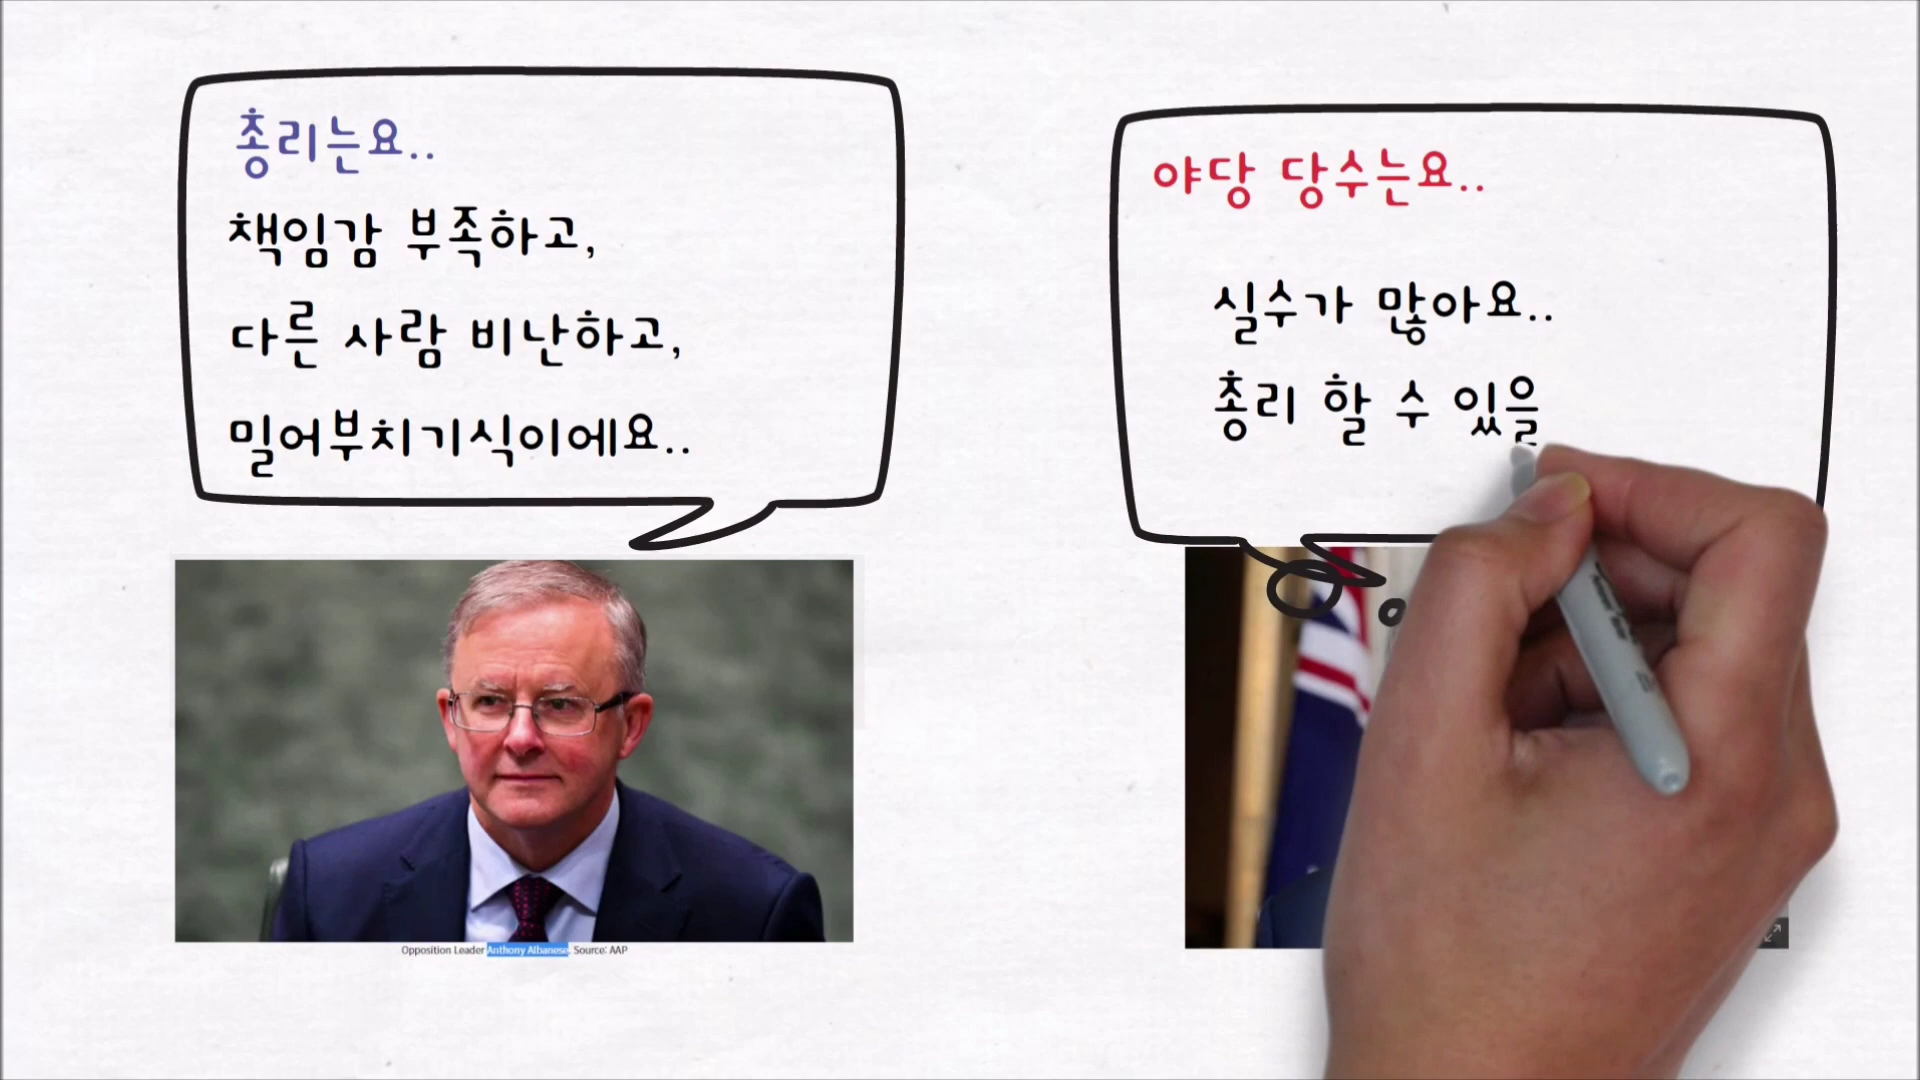 총리는요..
책임감 부족하고,
다른 사람 비난하고,
밀어부치기식이에요..
야당 당수는요..
실수가 많아요..
총리 할 수 있을
Opposition Leader Anthony Albanese. Source: AAP